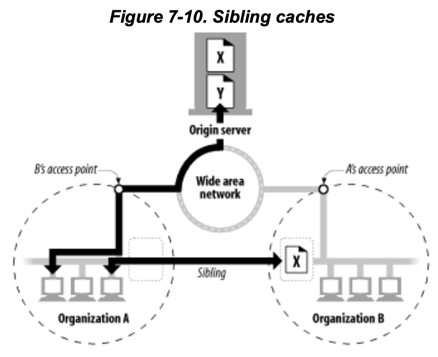 Figure 7-10. Sibling caches
X
Y
Origin server
B's access point
A's access point
Wide area
network
X
Sibling
Organization A
Organization B